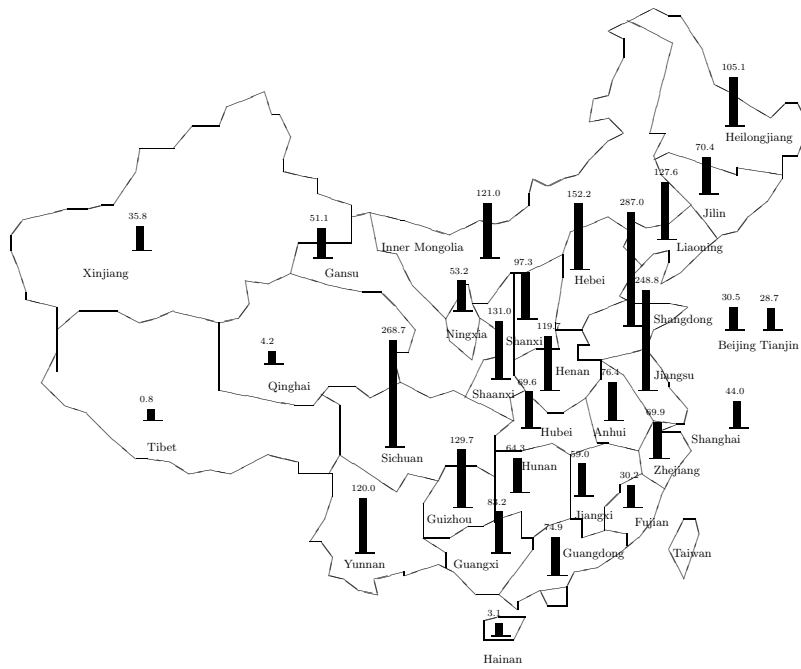 105.1
Heilongjiang
70.4
Jilin
127.6
Liaoning
121.0
Inner Mongolia
152.2
Hebei
287.0
Shangdong
35.8
Xinjiang
51.1
Gansu
53.2
Ningxia
97.3
Shanxi
248.8
Jiangsu
30.5
Beijing
28.7
Tianjin
131.0
Shaanxi
119.7
Henan
4.2
Qinghai
268.7
Sichuan
0.8
Tibet
69.6
Hubei
76.4
Anhui
44.0
Shanghai
69.9
Zhejiang
129.7
Guizhou
64.3
Hunan
59.0
Jiangxi
30.2
Fujian
120.0
Yunnan
83.2
Guangxi
74.9
Guangdong
Taiwan
3.1
Hainan